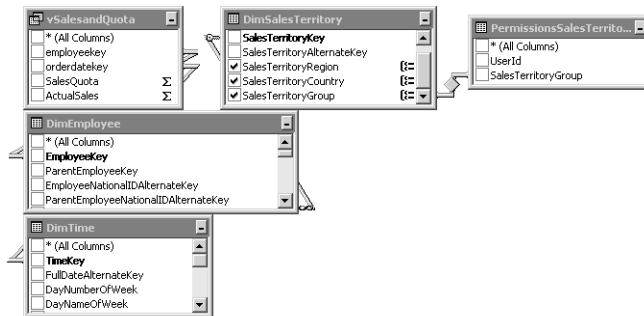 vSalesandQuota
* (All Columns)
employeekey
orderdatekey
SalesQuota Σ
ActualSales Σ
DimSalesTerritory
SalesTerritoryKey
SalesTerritoryAlternateKey
SalesTerritoryRegion
SalesTerritoryCountry
SalesTerritoryGroup
PermissionsSalesTerrito...
* (All Columns)
UserId
SalesTerritoryGroup
DimEmployee
* (All Columns)
EmployeeKey
ParentEmployeeKey
EmployeeNationalIDAlternateKey
ParentEmployeeNationalIDAlternateKey
DimTime
* (All Columns)
TimeKey
FullDateAlternateKey
DayNumberOfWeek
DayNameOfWeek